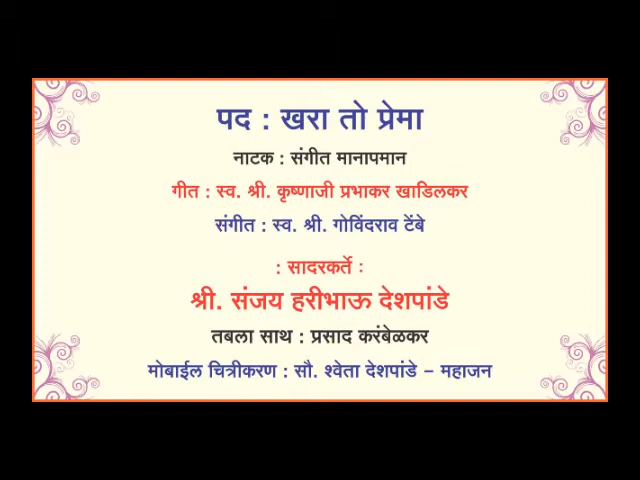 पद : खरा तो प्रेमा
नाटक : संगीत मानापमान
गीत : स्व. श्री. कृष्णाजी प्रभाकर खाडिलकर
संगीत : स्व. श्री. गोविंदराव टेंबे
: सादरकर्ते :
श्री. संजय हरीभाऊ देशपांडे
तबला साथ : प्रसाद करंबेळकर
मोबाईल चित्रीकरण : सौ. श्वेता देशपांडे – महाजन